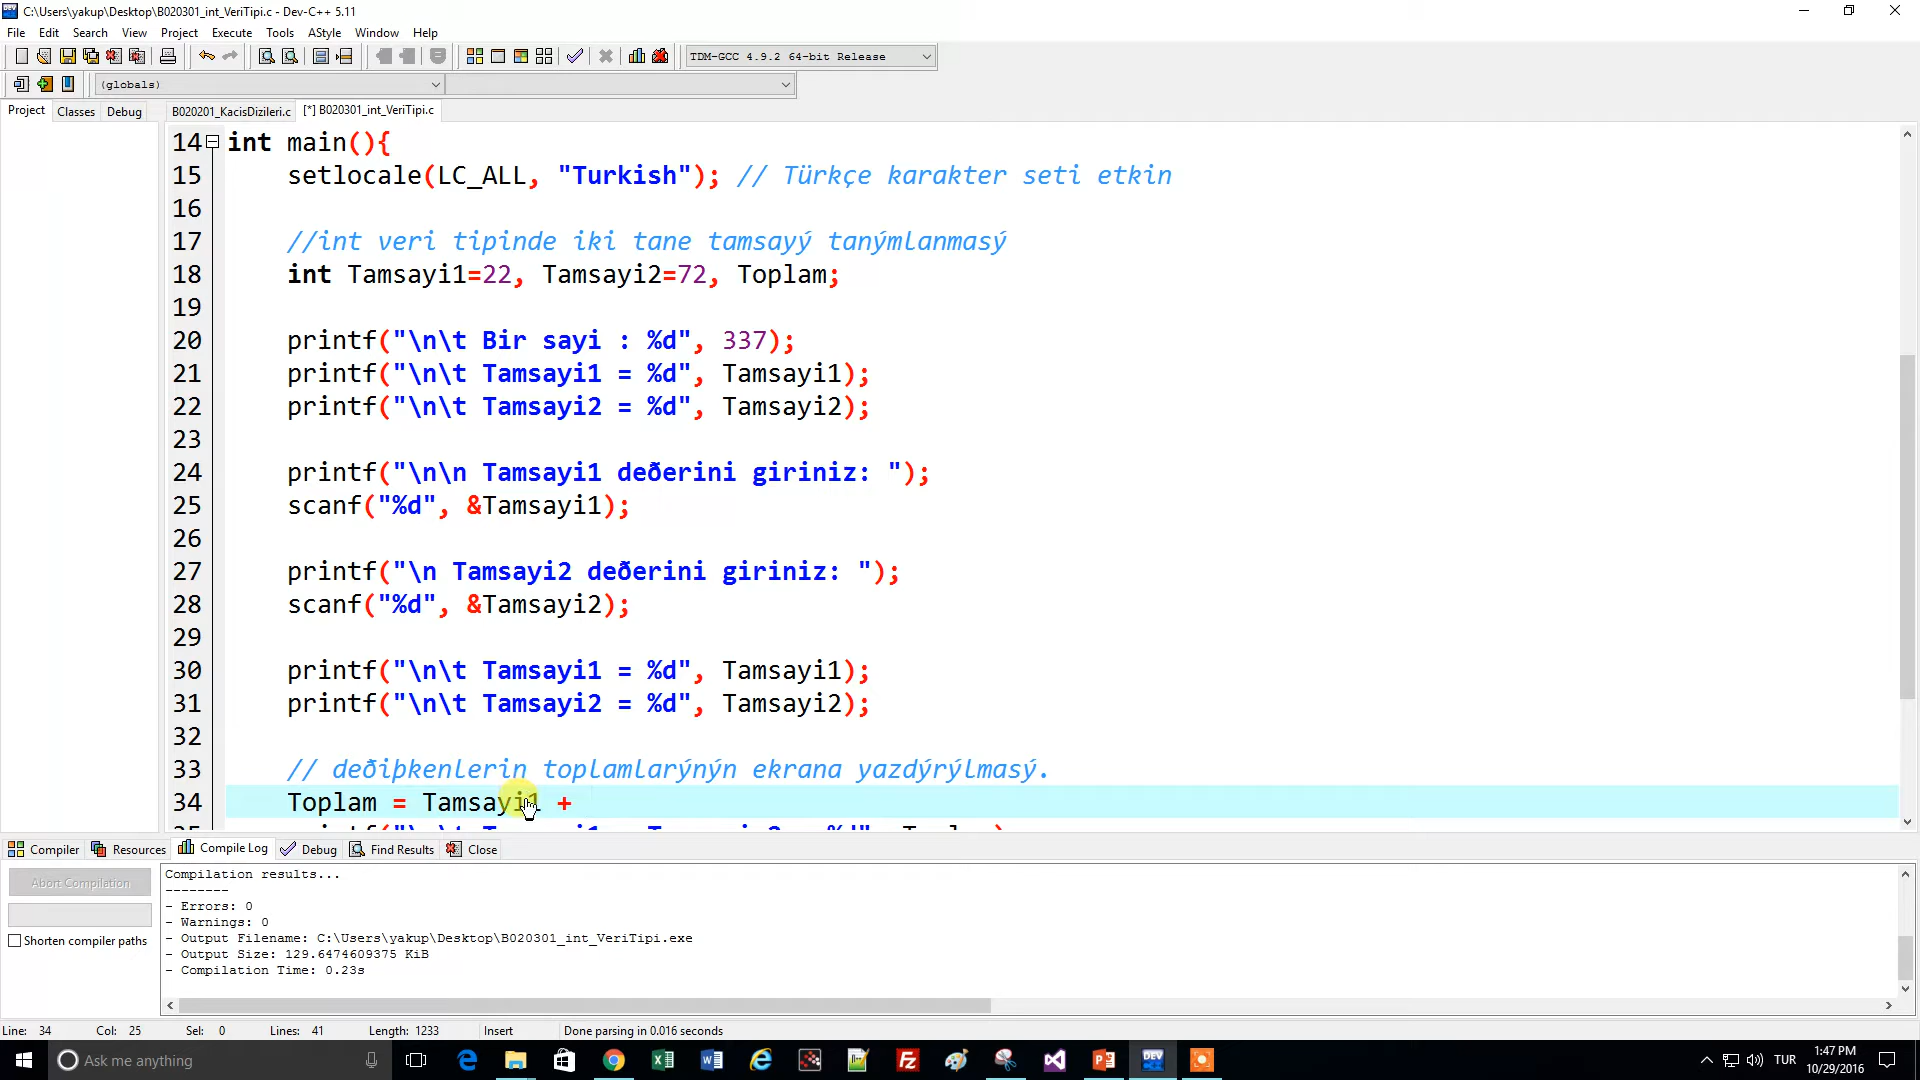 C:\Users\yakup\Desktop\B020301_int_VeriTipi.c - Dev-C++ 5.11
File Edit Search View Project Execute Tools AStyle Window Help
TDM-GCC 4.9.2 64-bit Release
(globals)
Project Classes Debug B020201_KacisDizileri.c [*] B020301_int_VeriTipi.c
14 int main(){
15 setlocale(LC_ALL, "Turkish"); // Türkçe karakter seti etkin
16
17 //int veri tipinde iki tane tamsayý tanýmlanmasý
18 int Tamsayi1=22, Tamsayi2=72, Toplam;
19
20 printf("\n\t Bir sayi : %d", 337);
21 printf("\n\t Tamsayi1 = %d", Tamsayi1);
22 printf("\n\t Tamsayi2 = %d", Tamsayi2);
23
24 printf("\n\n Tamsayi1 deðerini giriniz: ");
25 scanf("%d", &Tamsayi1);
26
27 printf("\n Tamsayi2 deðerini giriniz: ");
28 scanf("%d", &Tamsayi2);
29
30 printf("\n\t Tamsayi1 = %d", Tamsayi1);
31 printf("\n\t Tamsayi2 = %d", Tamsayi2);
32
33 // deðiþkenlerin toplamlarýnýn ekrana yazdýrýlmasý.
34 Toplam = Tamsayi1 +
Compiler Resources Compile Log Debug Find Results Close
Abort Compilation
Shorten compiler paths
Compilation results...
--------
- Errors: 0
- Warnings: 0
- Output Filename: C:\Users\yakup\Desktop\B020301_int_VeriTipi.exe
- Output Size: 129.6474609375 KiB
- Compilation Time: 0.23s
Line: 34 Col: 25 Sel: 0 Lines: 41 Length: 1233 Insert Done parsing in 0.016 seconds
Ask me anything
TUR
1:47 PM
10/29/2016